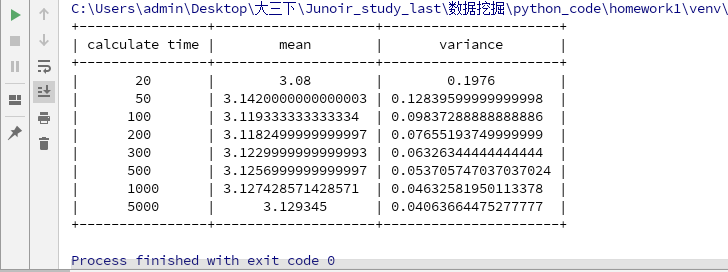 C:\Users\admin\Desktop\大三下\Junoir_study_last\数据挖掘\python_code\homework1\venv\
+----------------+--------------------+----------------------+
| calculate time | mean | variance |
+----------------+--------------------+----------------------+
| 20 | 3.08 | 0.1976 |
| 50 | 3.1420000000000003 | 0.12839599999999998 |
| 100 | 3.119333333333334 | 0.09837288888888886 |
| 200 | 3.1182499999999997 | 0.07655193749999999 |
| 300 | 3.1229999999999993 | 0.06326344444444444 |
| 500 | 3.1256999999999997 | 0.053705747037037024 |
| 1000 | 3.127428571428571 | 0.04632581950113378 |
| 5000 | 3.129345 | 0.04063664475277777 |
+----------------+--------------------+----------------------+
Process finished with exit code 0